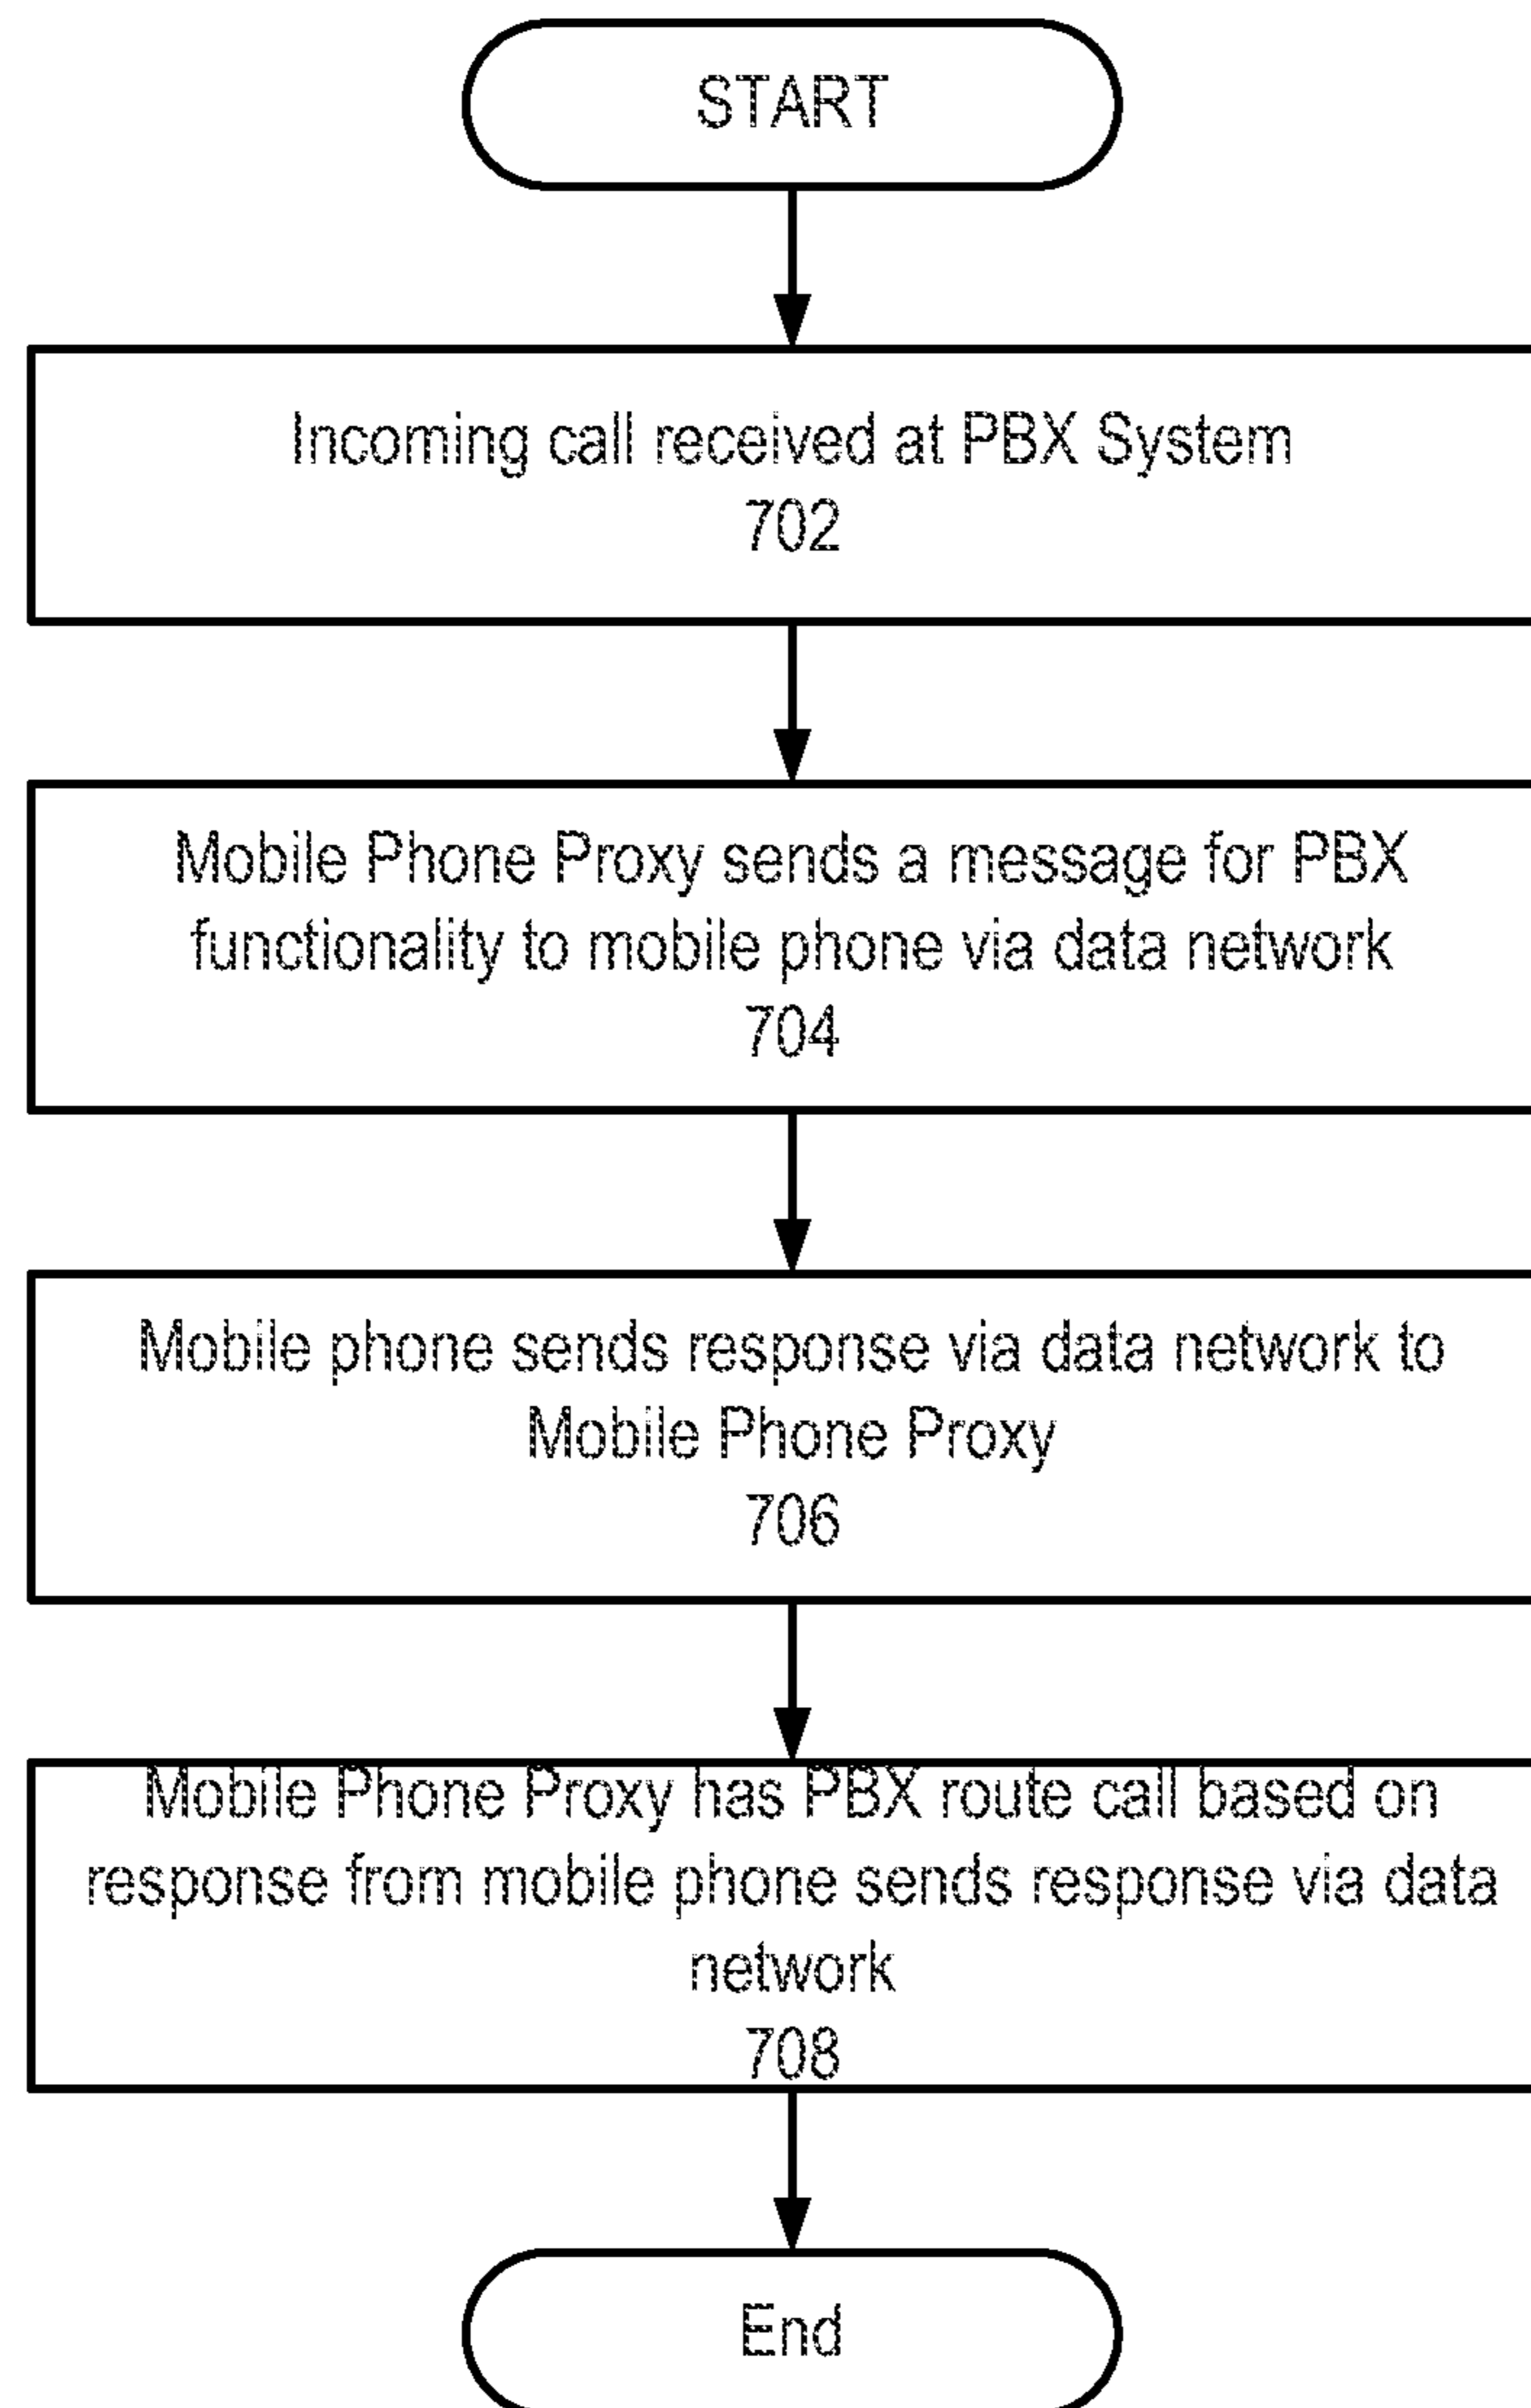 START
Incoming call received at PBX System
702
Mobile Phone Proxy sends a message for PBX
functionality to mobile phone via data network
704
Mobile phone sends response via data network to
Mobile Phone Proxy
706
Mobile Phone Proxy has PBX route call based on
response from mobile phone sends response via data
network
708
End